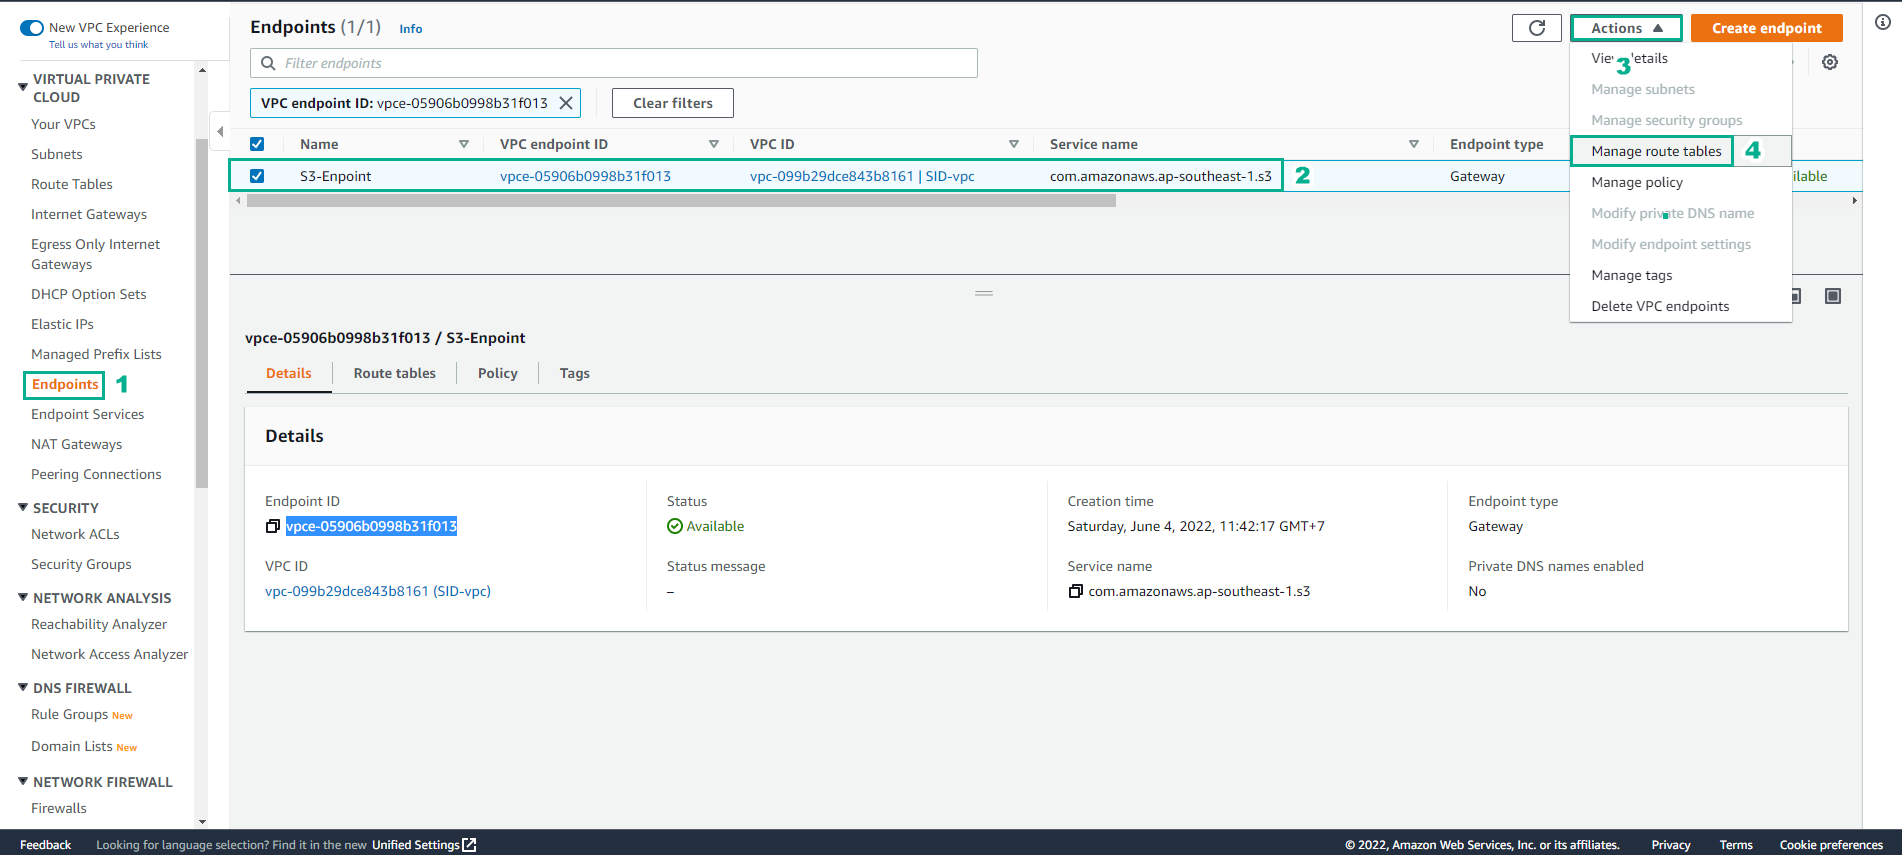 New VPC Experience
Tell us what you think
VIRTUAL PRIVATE
CLOUD
Your VPCs
Subnets
Route Tables
Internet Gateways
Egress Only Internet
Gateways
DHCP Option Sets
Elastic IPs
Managed Prefix Lists
Endpoints 1
Endpoint Services
NAT Gateways
Peering Connections
SECURITY
Network ACLs
Security Groups
NETWORK ANALYSIS
Reachability Analyzer
Network Access Analyzer
DNS FIREWALL
Rule Groups New
Domain Lists New
NETWORK FIREWALL
Firewalls
Endpoints (1/1) Info
Actions
Create endpoint
Filter endpoints
VPC endpoint ID: vpce-05906b0998b31f013
Clear filters
Name VPC endpoint ID VPC ID Service name Endpoint type
S3-Enpoint vpce-05906b0998b31f013 vpc-099b29dce843b8161 | SID-vpc com.amazonaws.ap-southeast-1.s3 2 Gateway
View details
3
Manage subnets
Manage security groups
Manage route tables 4
Manage policy
Modify private DNS name
Modify endpoint settings
Manage tags
Delete VPC endpoints
vpce-05906b0998b31f013 / S3-Enpoint
Details Route tables Policy Tags
Details
Endpoint ID
vpce-05906b0998b31f013
VPC ID
vpc-099b29dce843b8161 (SID-vpc)
Status
Available
Status message
–
Creation time
Saturday, June 4, 2022, 11:42:17 GMT+7
Service name
com.amazonaws.ap-southeast-1.s3
Endpoint type
Gateway
Private DNS names enabled
No
Feedback Looking for language selection? Find it in the new Unified Settings © 2022, Amazon Web Services, Inc. or its affiliates. Privacy Terms Cookie preferences